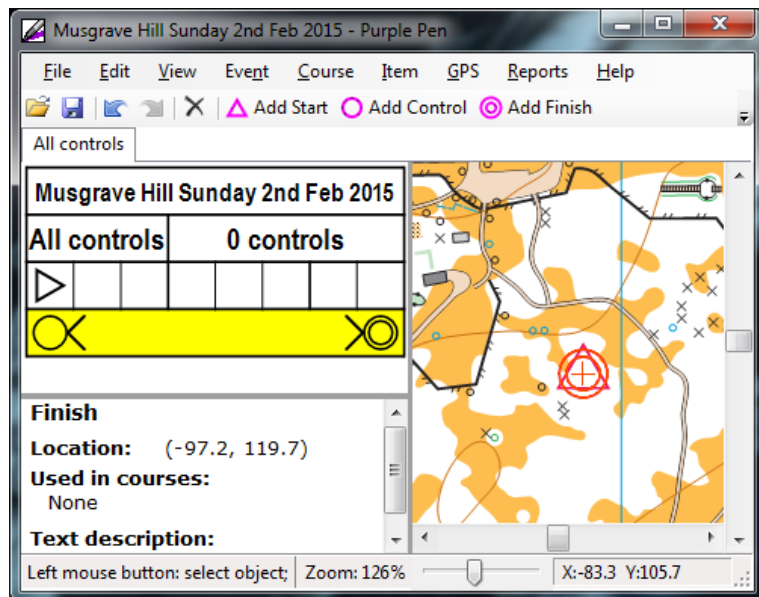 Musgrave Hill Sunday 2nd Feb 2015 - Purple Pen
File Edit View Event Course Item GPS Reports Help
Add Start Add Control Add Finish
All controls
Musgrave Hill Sunday 2nd Feb 2015
All controls 0 controls
Finish
Location: (-97.2, 119.7)
Used in courses:
None
Text description:
Left mouse button: select object; Zoom: 126% X:-83.3 Y:105.7